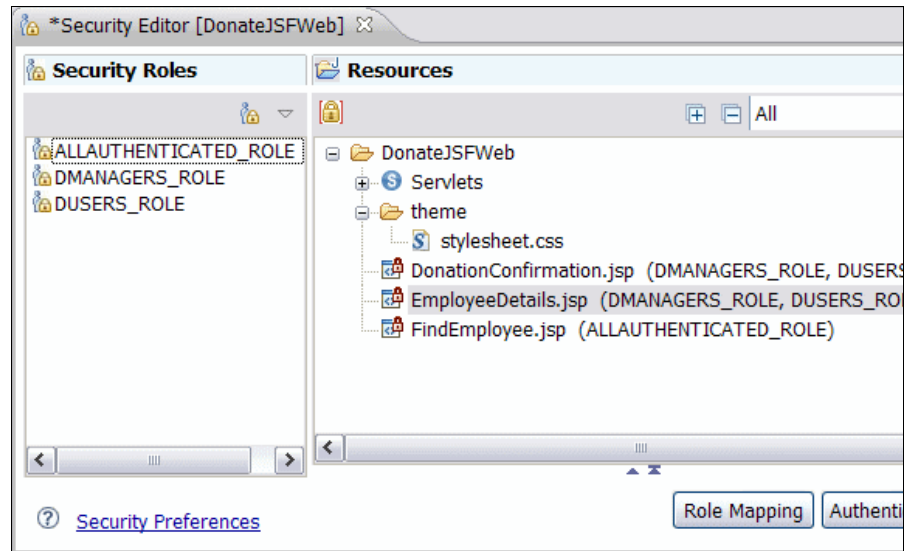 *Security Editor [DonateJSFWeb]
Security Roles
Resources
All
ALLAUTHENTICATED_ROLE
DMANAGERS_ROLE
DUSERS_ROLE
DonateJSFWeb
Servlets
theme
stylesheet.css
DonationConfirmation.jsp (DMANAGERS_ROLE, DUSERS
EmployeeDetails.jsp (DMANAGERS_ROLE, DUSERS_RO
FindEmployee.jsp (ALLAUTHENTICATED_ROLE)
Security Preferences
Role Mapping
Authenti